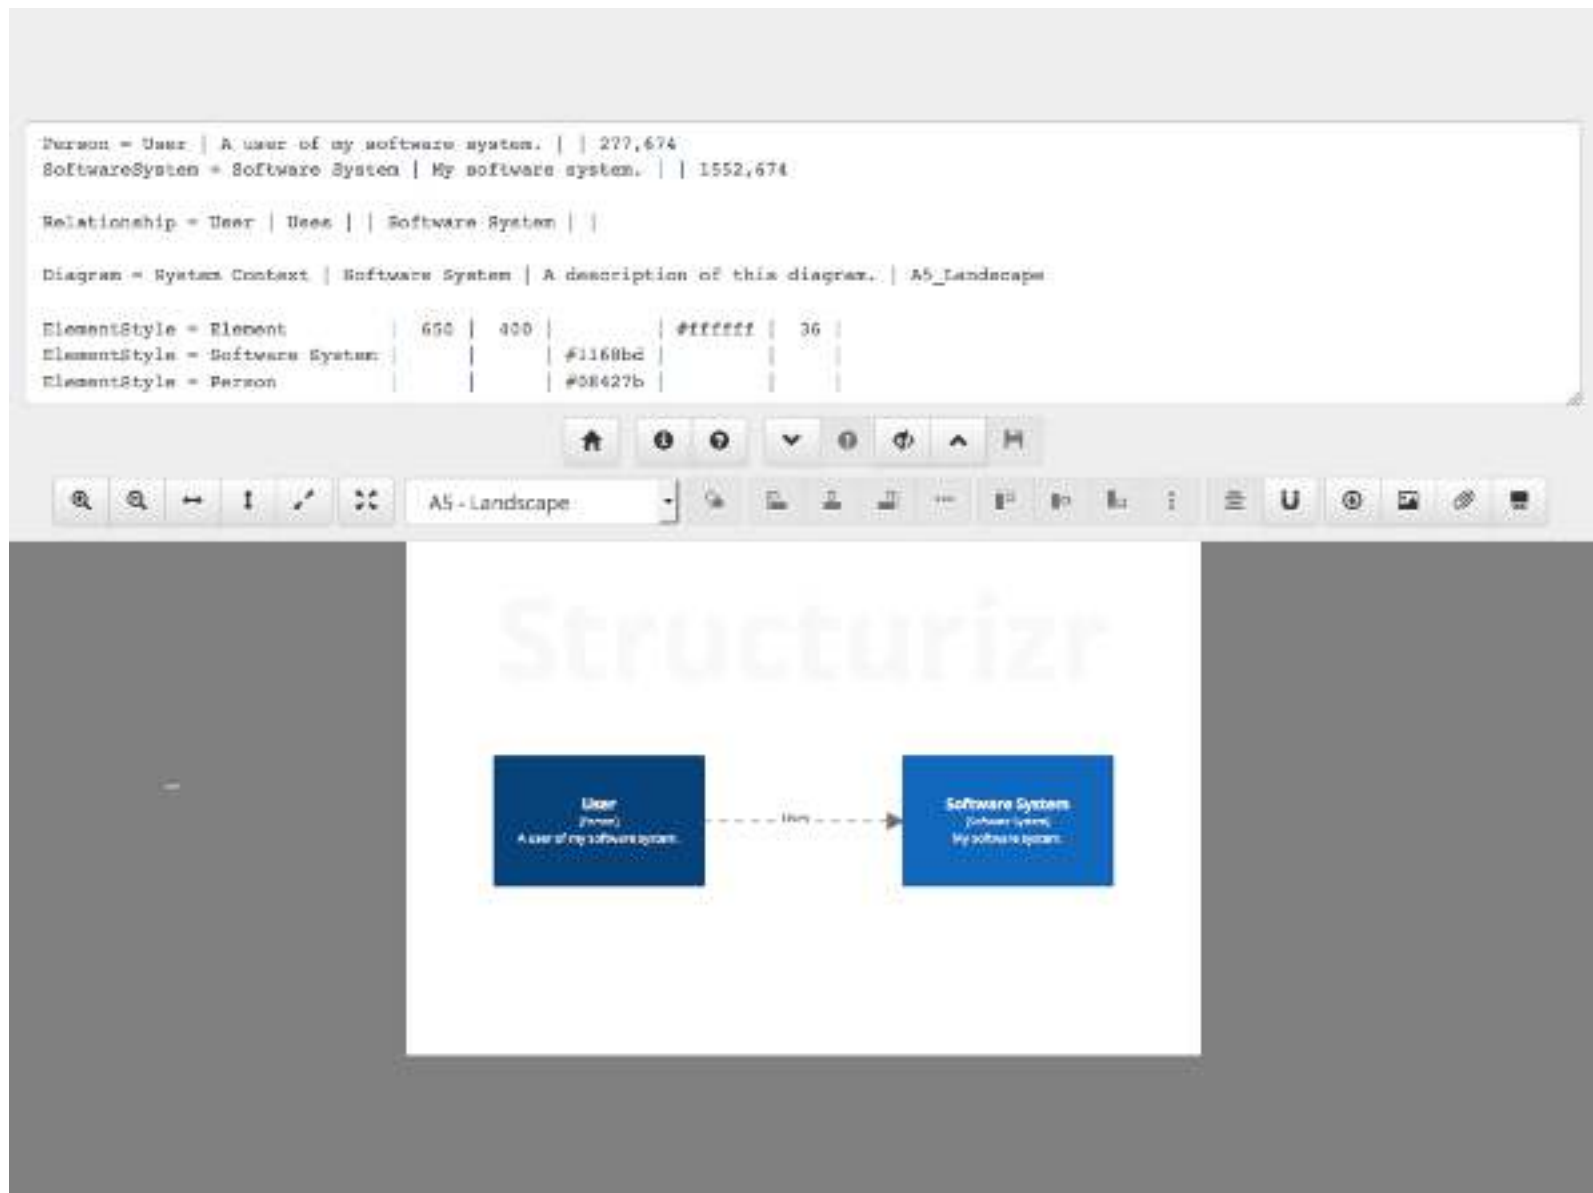 Person = User | A user of my software system. | | 277,674
SoftwareSystem = Software System | My software system. | | 1552,674
Relationship = User | Uses | | Software System | |
Diagram = System Context | Software System | A description of this diagram. | A5_Landscape
ElementStyle = Element | 650 | 400 | | #ffffff | 36 |
ElementStyle = Software System | | | #1168bd | | |
ElementStyle = Person | | | #08427b | | |
A5 - Landscape
Structurizr
User
[Person]
A user of my software system.
Uses
Software System
[Software System]
My software system.